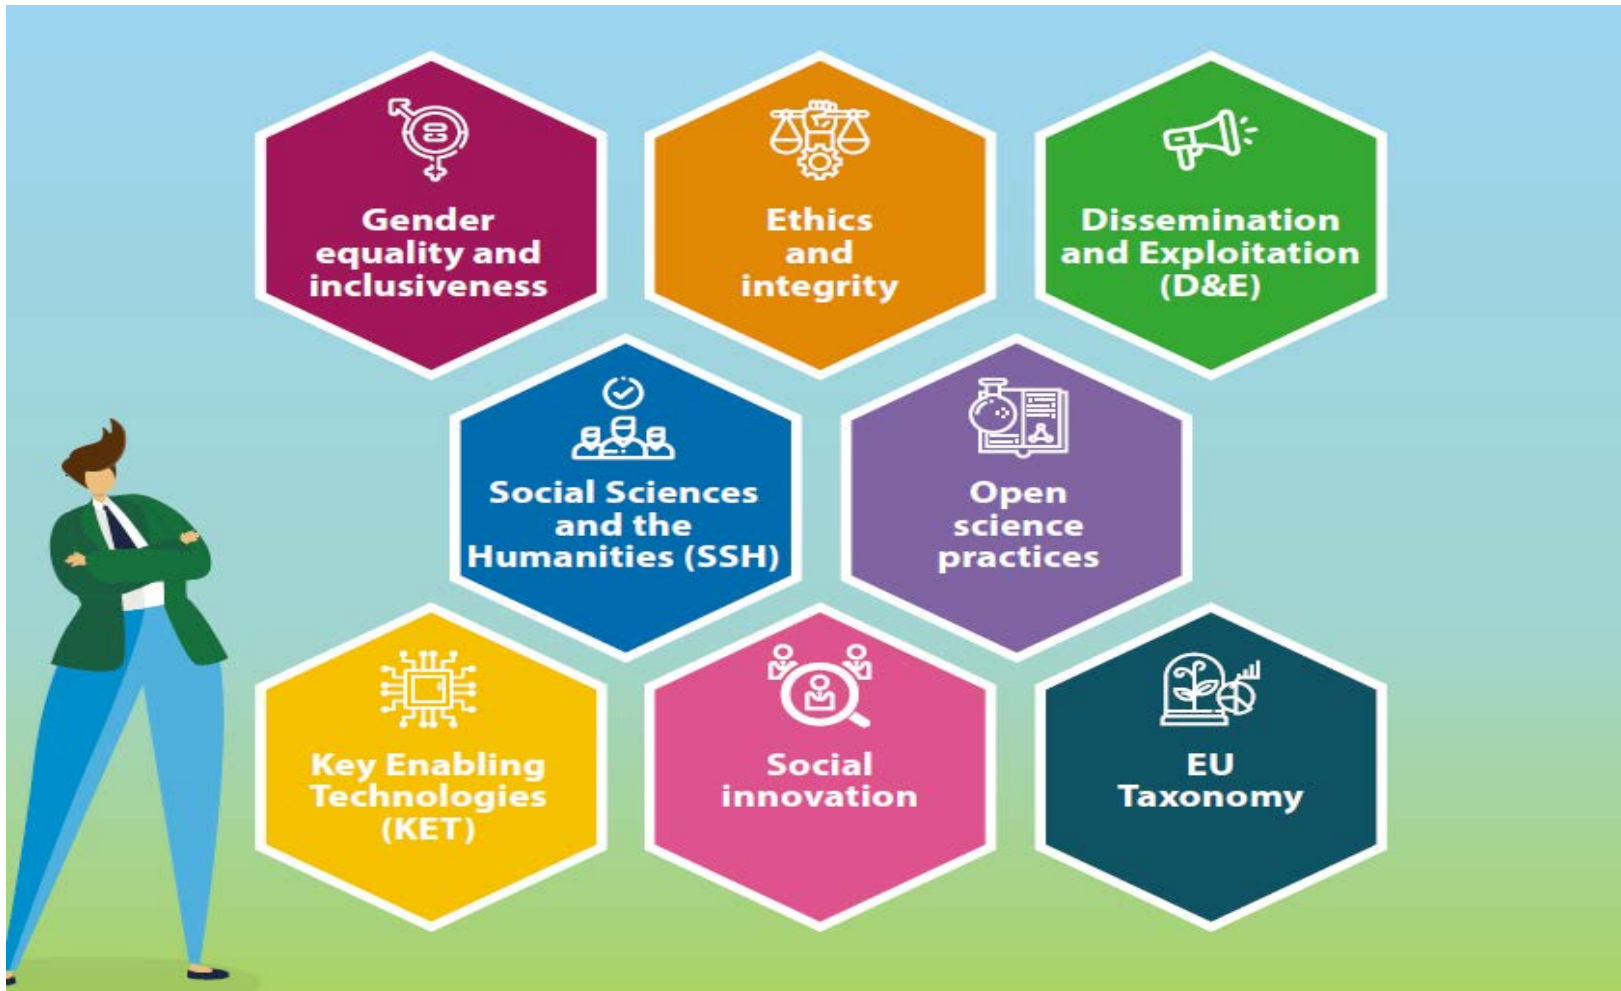 Gender
equality and
inclusiveness
Ethics
and
integrity
Dissemination
and Exploitation
(D&E)
Social Sciences
and the
Humanities (SSH)
Open
science
practices
Key Enabling
Technologies
(KET)
Social
innovation
EU
Taxonomy